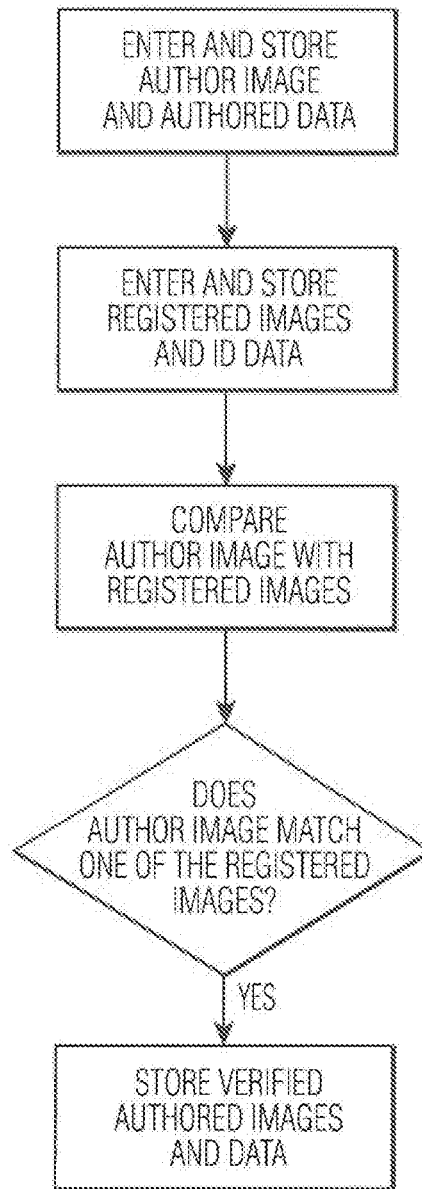 ENTER AND STORE
AUTHOR IMAGE
AND AUTHORED DATA
ENTER AND STORE
REGISTERED IMAGES
AND ID DATA
COMPARE
AUTHOR IMAGE WITH
REGISTERED IMAGES
DOES
AUTHOR IMAGE MATCH
ONE OF THE REGISTERED
IMAGES?
YES
STORE VERIFIED
AUTHORED IMAGES
AND DATA